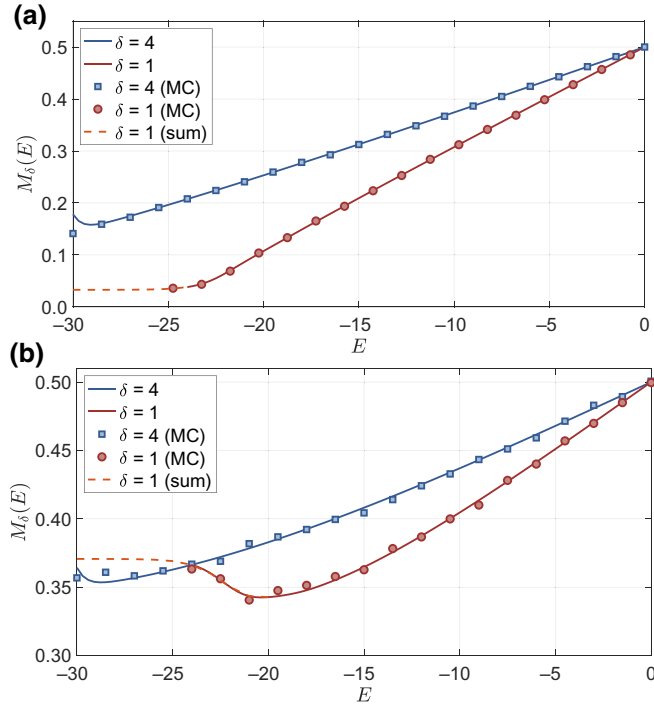 (a)
δ = 4
δ = 1
δ = 4 (MC)
δ = 1 (MC)
δ = 1 (sum)
0.5
0.4
0.3
0.2
0.1
0.0
M_δ(E)
−30 −25 −20 −15 −10 −5 0
E
(b)
δ = 4
δ = 1
δ = 4 (MC)
δ = 1 (MC)
δ = 1 (sum)
0.50
0.45
0.40
0.35
0.30
M_δ(E)
−30 −25 −20 −15 −10 −5 0
E